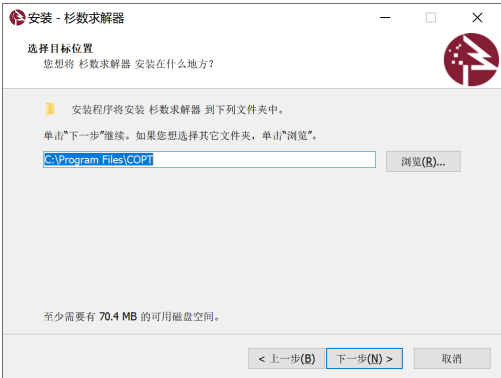 安装 - 杉数求解器
选择目标位置
您想将 杉数求解器 安装在什么地方？
安装程序将安装 杉数求解器 到下列文件夹中。
单击“下一步”继续。如果您想选择其它文件夹，单击“浏览”。
C:\Program Files\COPT
浏览(R)...
至少需要有 70.4 MB 的可用磁盘空间。
< 上一步(B) 下一步(N) > 取消